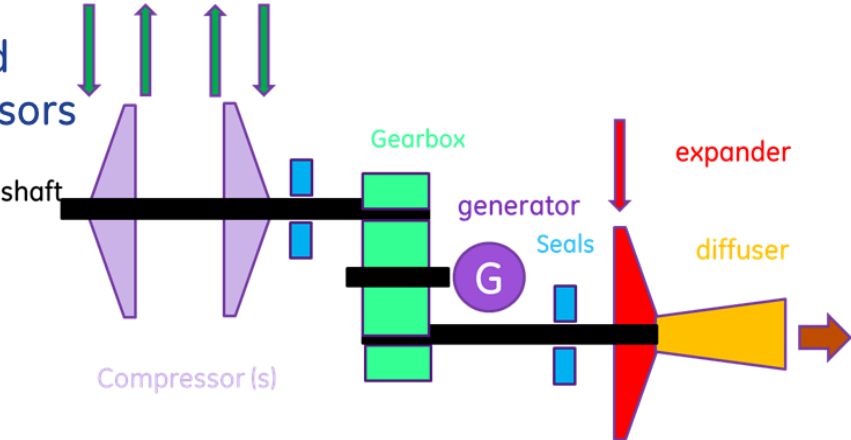 sors
shaft
Gearbox
generator
G
Seals
expander
diffuser
Compressor (s)